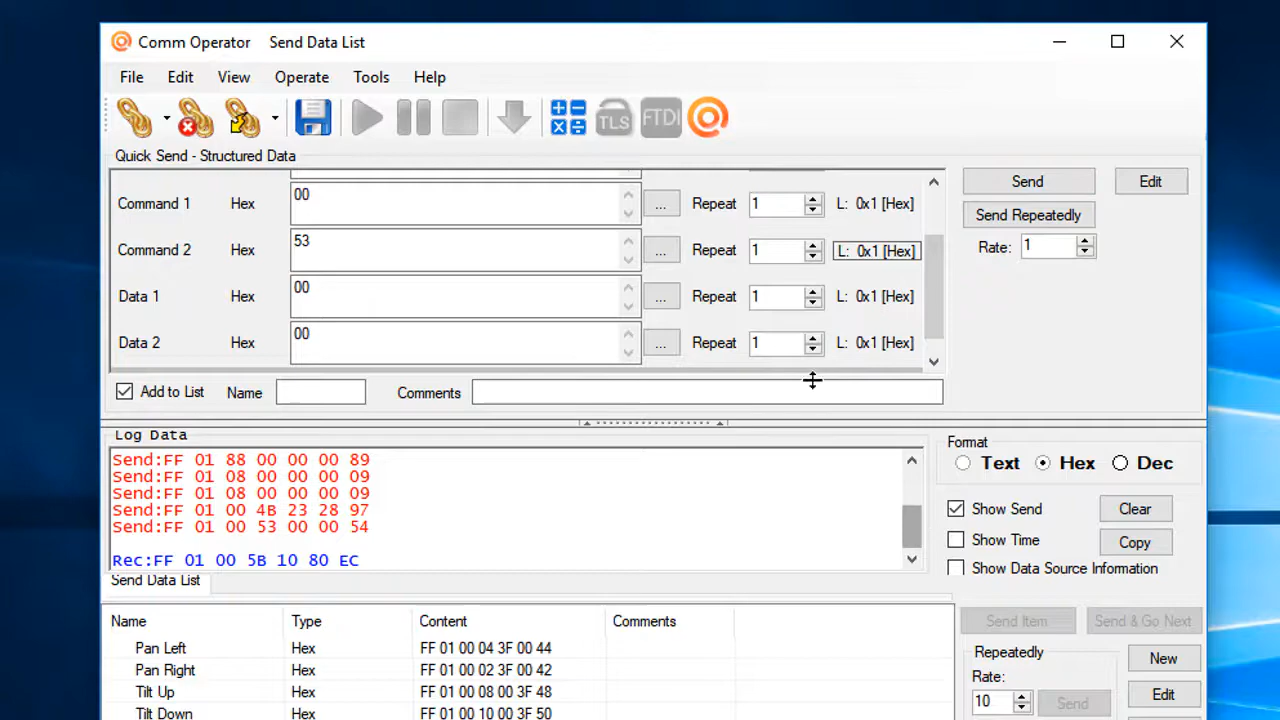 Comm Operator Send Data List
File Edit View Operate Tools Help
TLS FTDI
Quick Send - Structured Data
Command 1 Hex 00 ... Repeat 1 L: 0x1 [Hex]
Command 2 Hex 53 ... Repeat 1 L: 0x1 [Hex]
Data 1 Hex 00 ... Repeat 1 L: 0x1 [Hex]
Data 2 Hex 00 ... Repeat 1 L: 0x1 [Hex]
Send Edit
Send Repeatedly
Rate: 1
Add to List Name Comments
Log Data
Send:FF 01 88 00 00 00 89
Send:FF 01 08 00 00 00 09
Send:FF 01 08 00 00 00 09
Send:FF 01 00 4B 23 28 97
Send:FF 01 00 53 00 00 54
Rec:FF 01 00 5B 10 80 EC
Format
Text Hex Dec
Show Send Clear
Show Time Copy
Show Data Source Information
Send Data List
Name Type Content Comments
Pan Left Hex FF 01 00 04 3F 00 44
Pan Right Hex FF 01 00 02 3F 00 42
Tilt Up Hex FF 01 00 08 00 3F 48
Tilt Down Hex FF 01 00 10 00 3F 50
Send Item Send & Go Next
Repeatedly New
Rate:
10 Send Edit